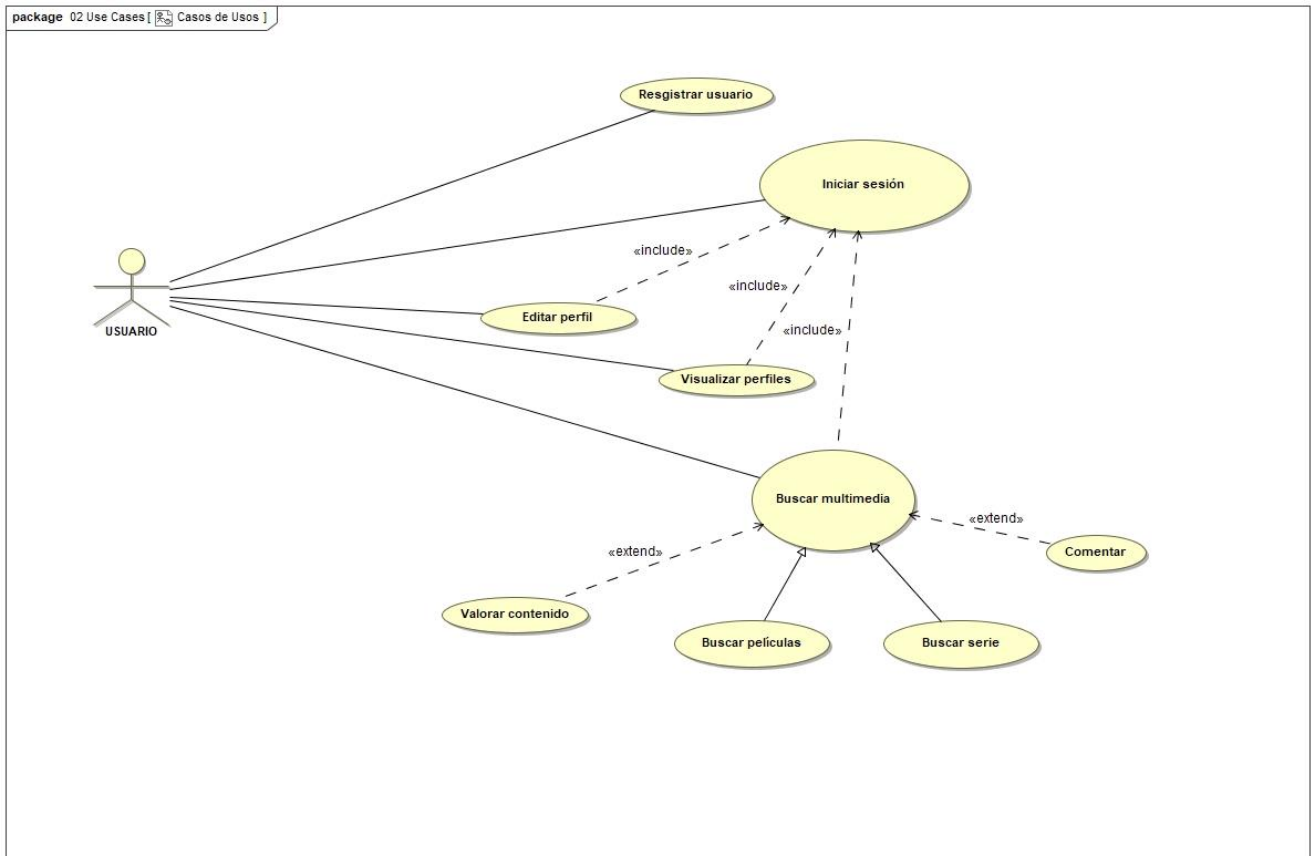 package 02 Use Cases [ Casos de Usos ]
Resgistrar usuario
Iniciar sesión
«include»
«include»
Editar perfil
«include»
USUARIO
Visualizar perfiles
Buscar multimedia
«extend»
«extend»
Comentar
Valorar contenido
Buscar películas
Buscar serie